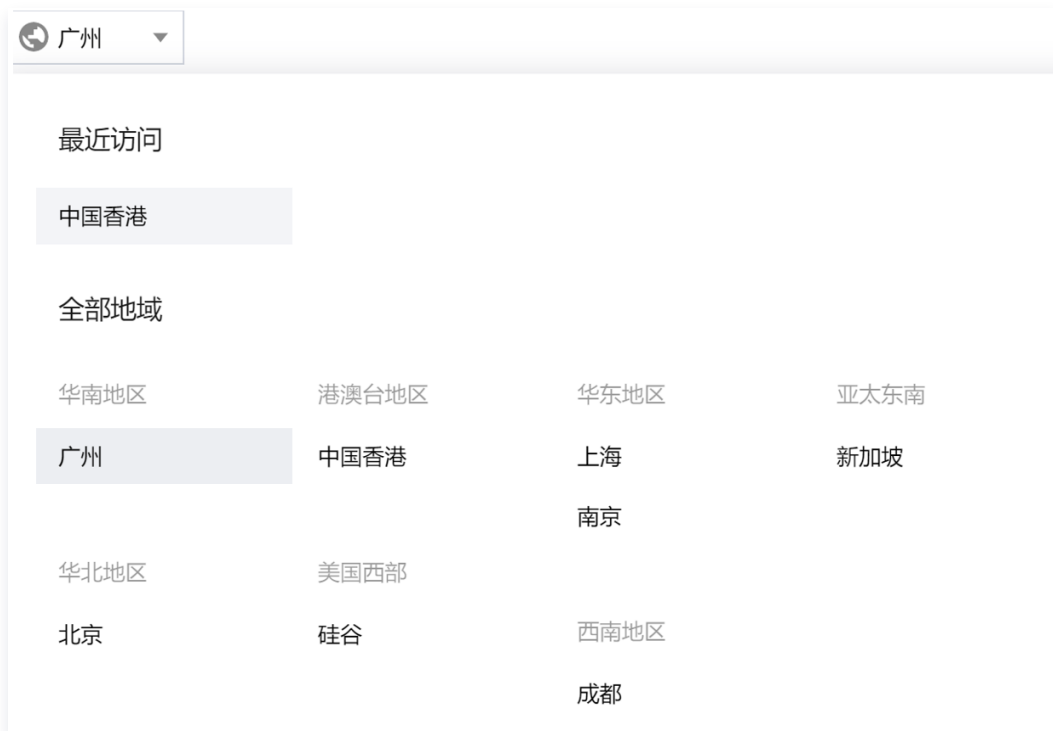 广州
最近访问
中国香港
全部地域
华南地区 港澳台地区 华东地区 亚太东南
广州 中国香港 上海 新加坡
南京
华北地区 美国西部
北京 硅谷
西南地区
成都